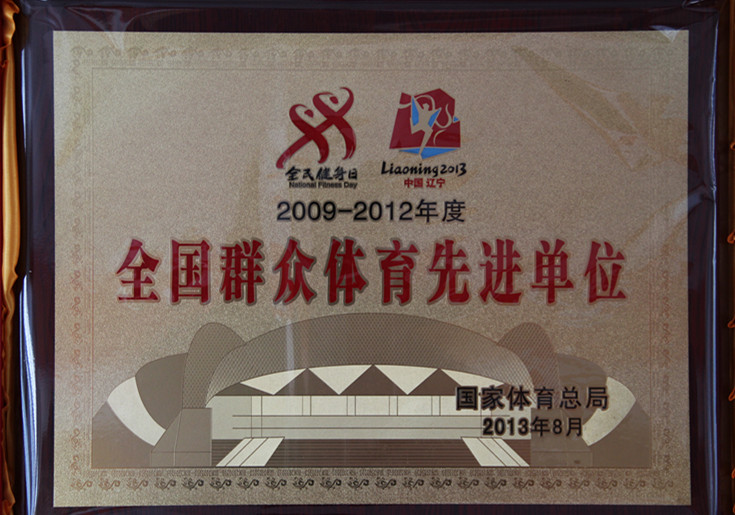 全民健身日
National Fitness Day
Liaoning2013
中国 辽宁
2009-2012年度
全国群众体育先进单位
国家体育总局
2013年8月